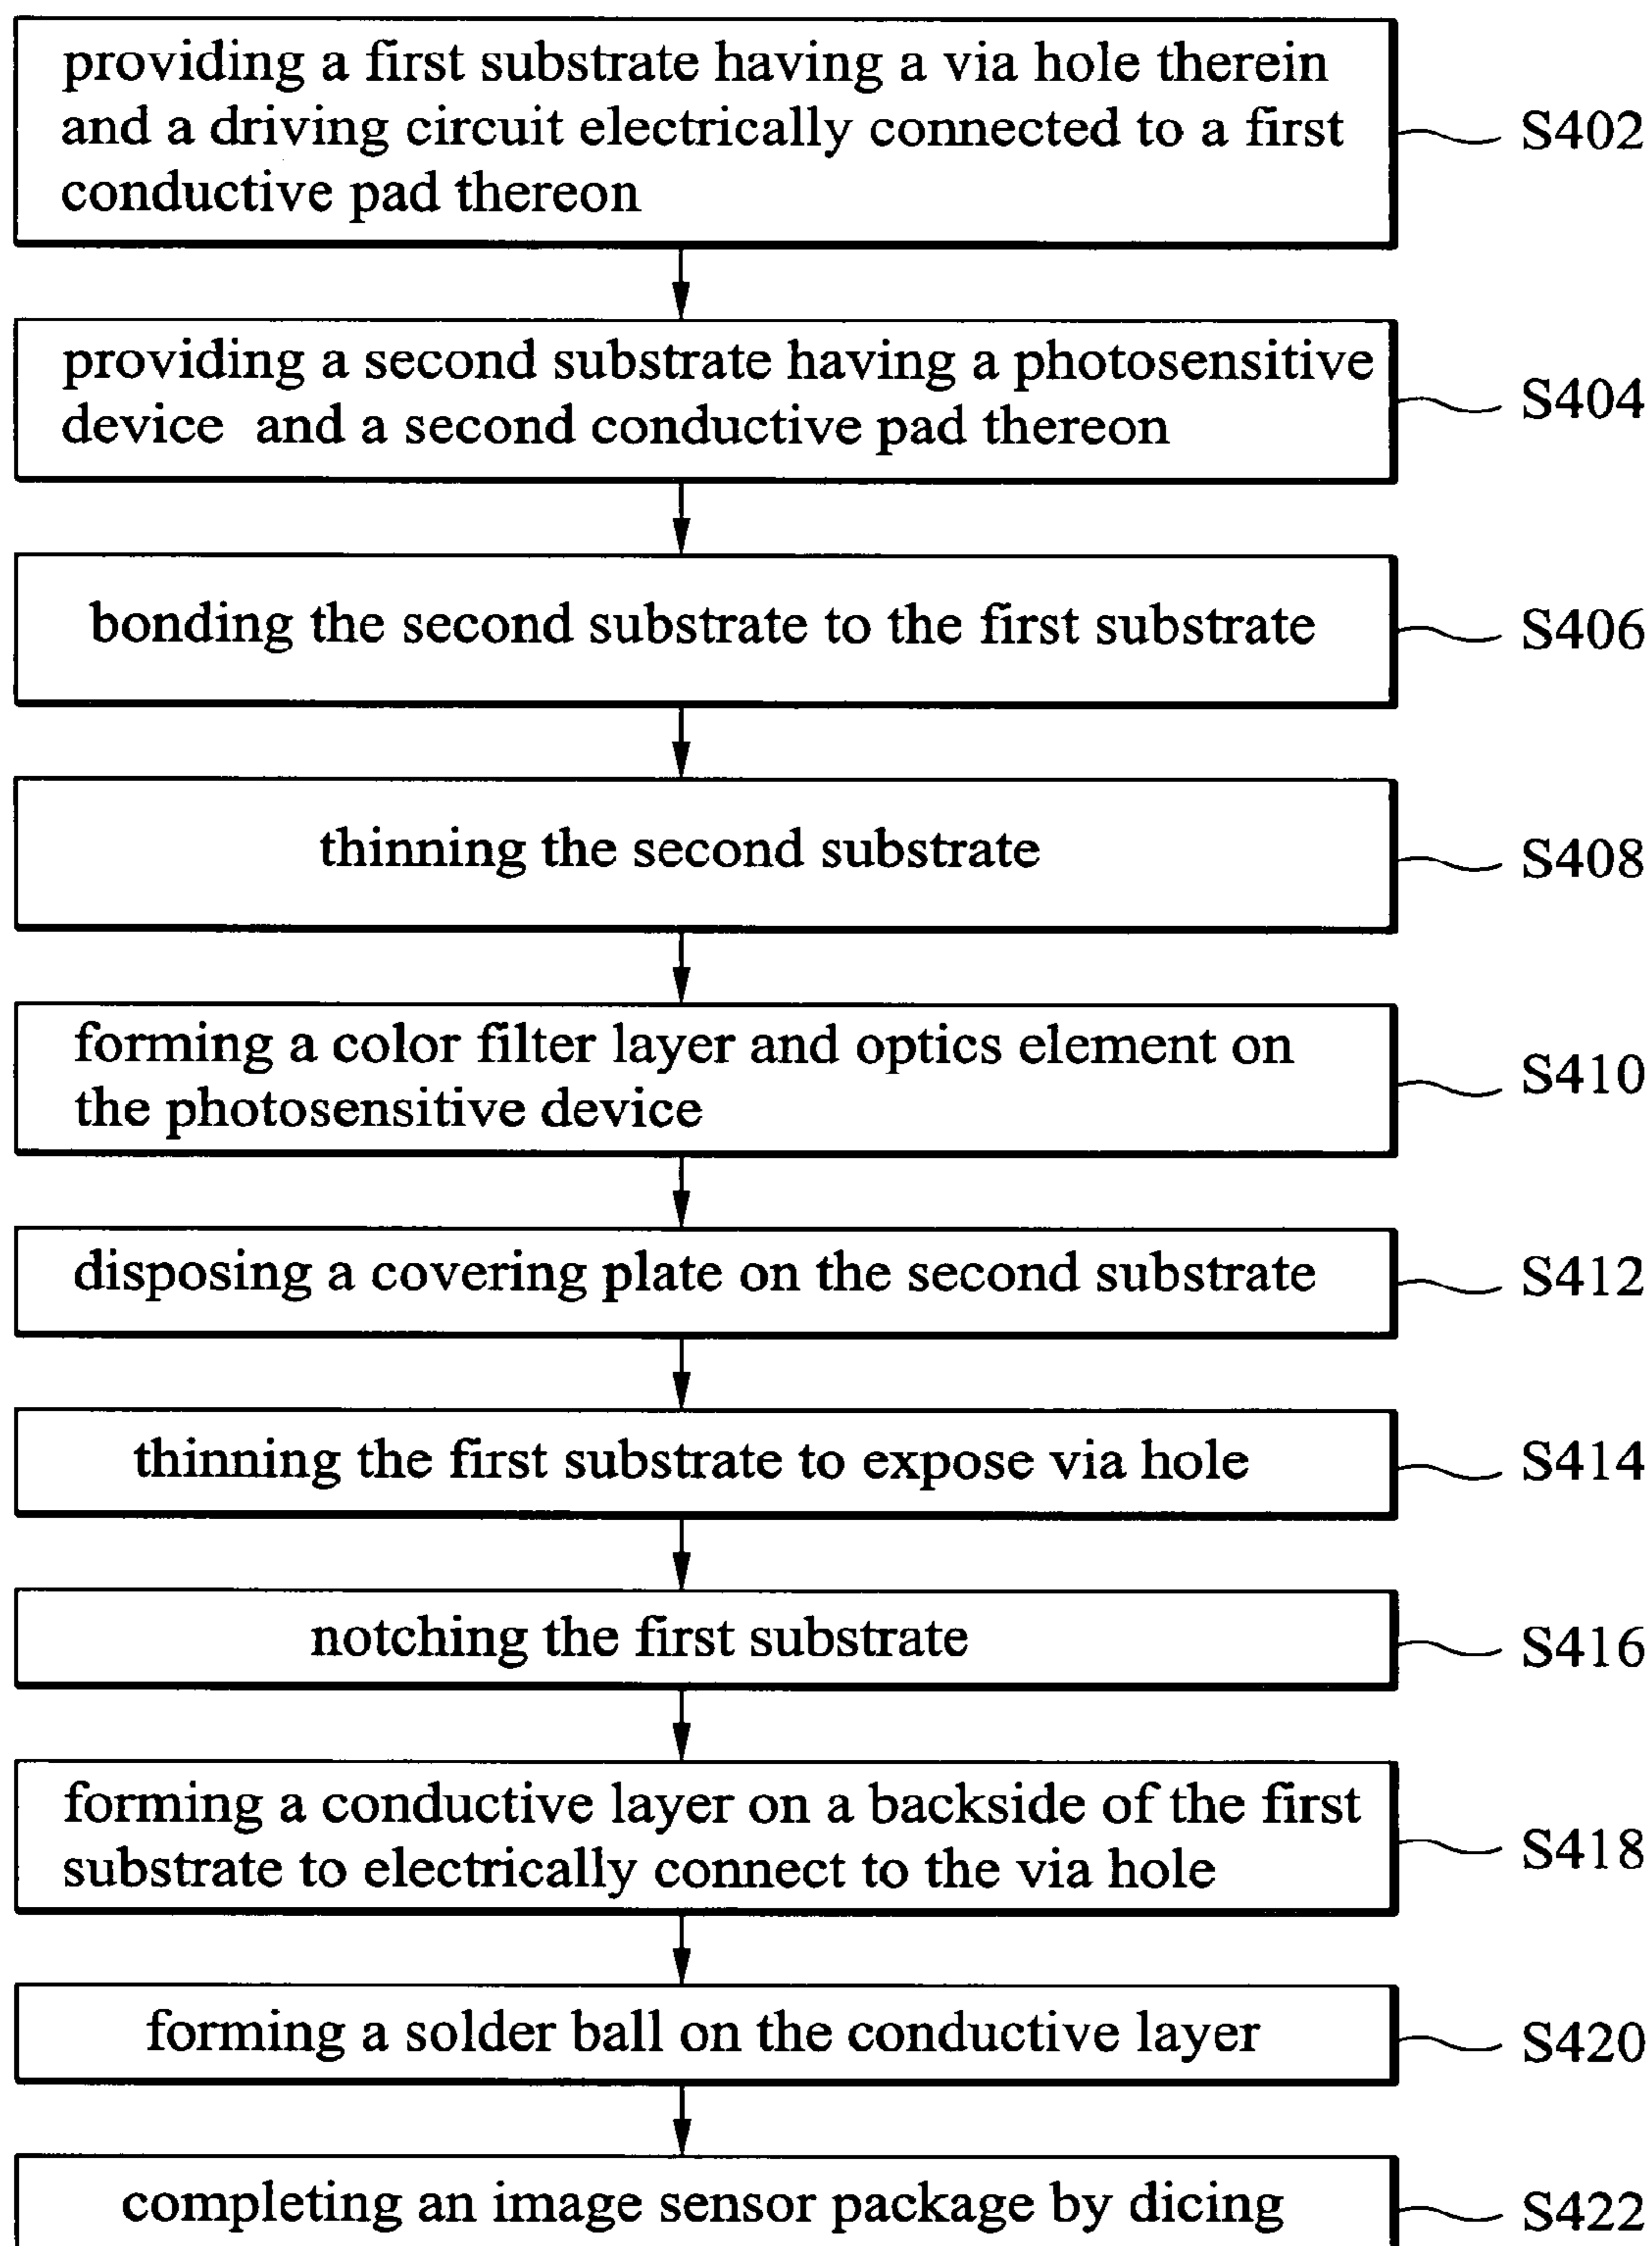 providing a first substrate having a via hole therein
and a driving circuit electrically connected to a first
conductive pad thereon
S402
providing a second substrate having a photosensitive
device and a second conductive pad thereon
S404
bonding the second substrate to the first substrate
S406
thinning the second substrate
S408
forming a color filter layer and optics element on
the photosensitive device
S410
disposing a covering plate on the second substrate
S412
thinning the first substrate to expose via hole
S414
notching the first substrate
S416
forming a conductive layer on a backside of the first
substrate to electrically connect to the via hole
S418
forming a solder ball on the conductive layer
S420
completing an image sensor package by dicing
S422